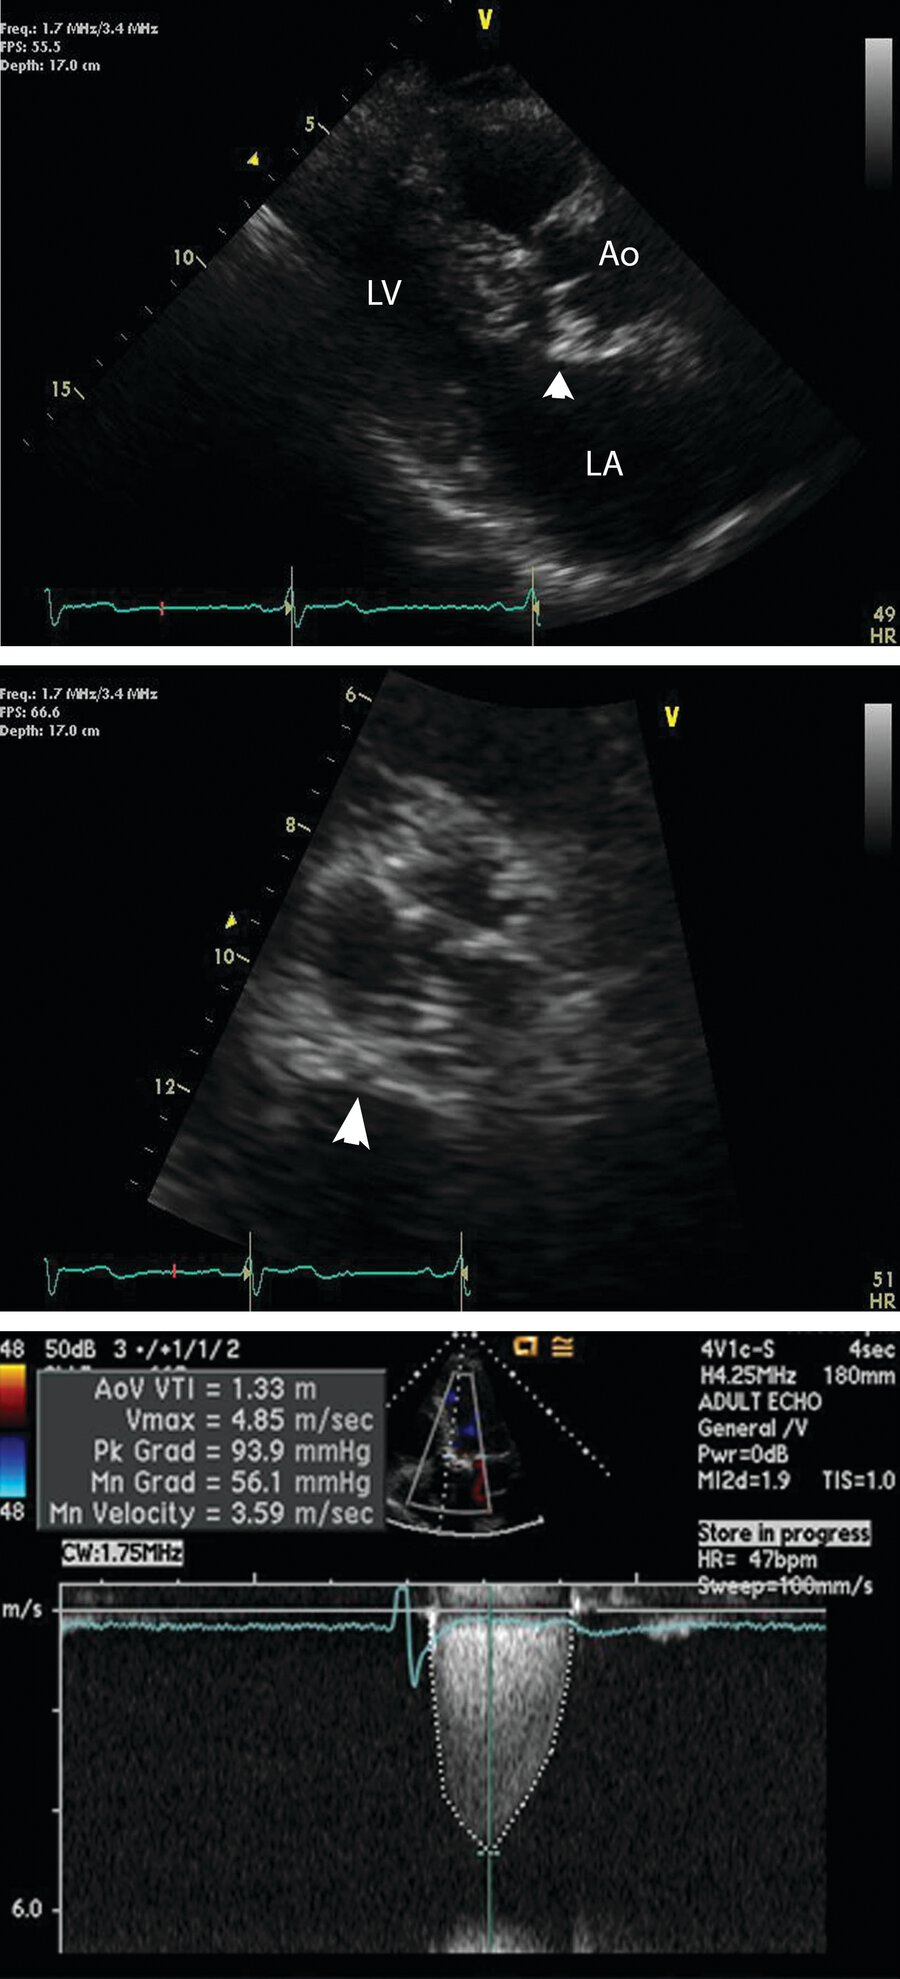 V
Freq.: 1.7 MHz/3.4 MHz
FPS: 55.5
Depth: 17.0 cm
5
10
15
Ao
LV
LA
49
HR
Freq.: 1.7 MHz/3.4 MHz
FPS: 66.6
Depth: 17.0 cm
V
6
8
10
12
51
HR
48
50dB 3 •/+1/1/2
48
AoV VTI = 1.33 m
Vmax = 4.85 m/sec
Pk Grad = 93.9 mmHg
Mn Grad = 56.1 mmHg
Mn Velocity = 3.59 m/sec
4V1c-S 4sec
H4.25MHz 180mm
ADULT ECHO
General /V
Pwr=0dB
MI2d=1.9 TIS=1.0
Store in progress
HR= 47bpm
Sweep=100mm/s
CW:1.75MHz
m/s
6.0